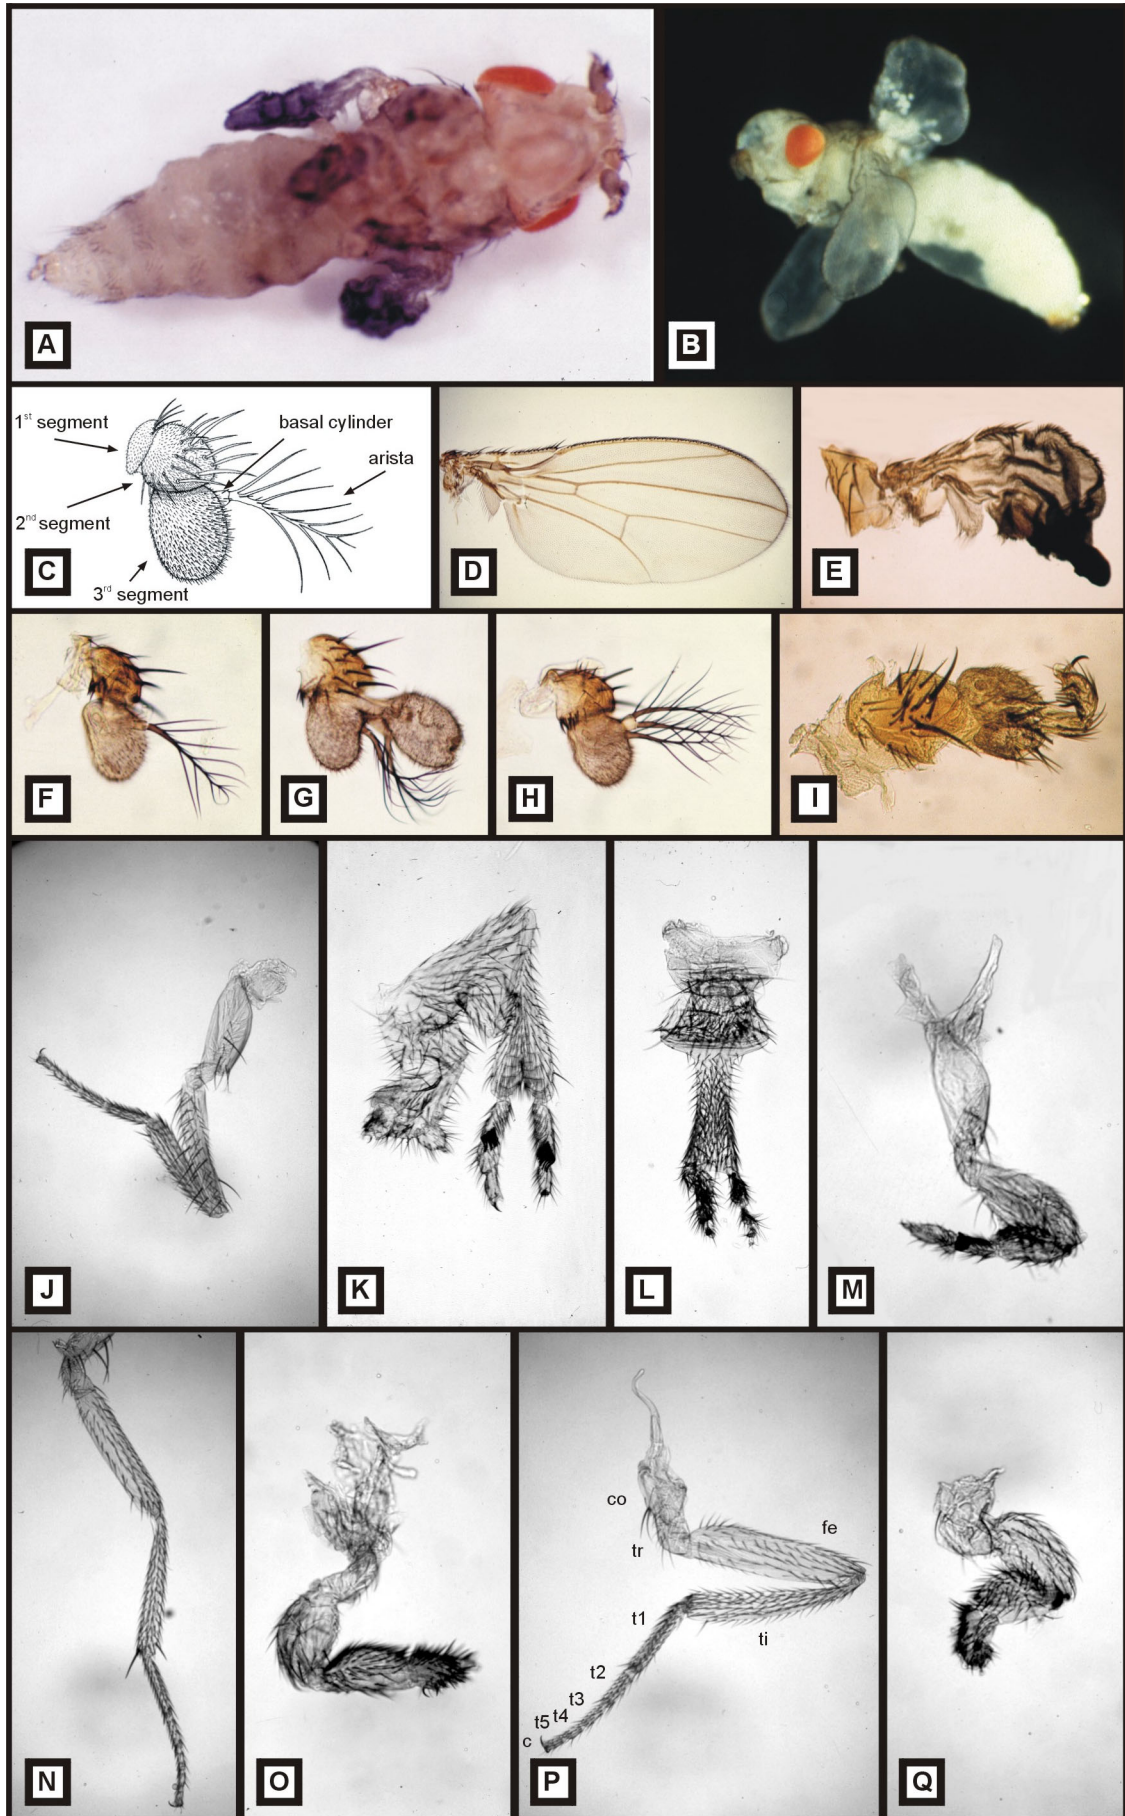 A
B
1st segment
basal cylinder
arista
2nd segment
3rd segment
C
D
E
F
G
H
I
J
K
L
M
N
O
co
tr
fe
t1
ti
t2
t3
t4
t5
c
P
Q